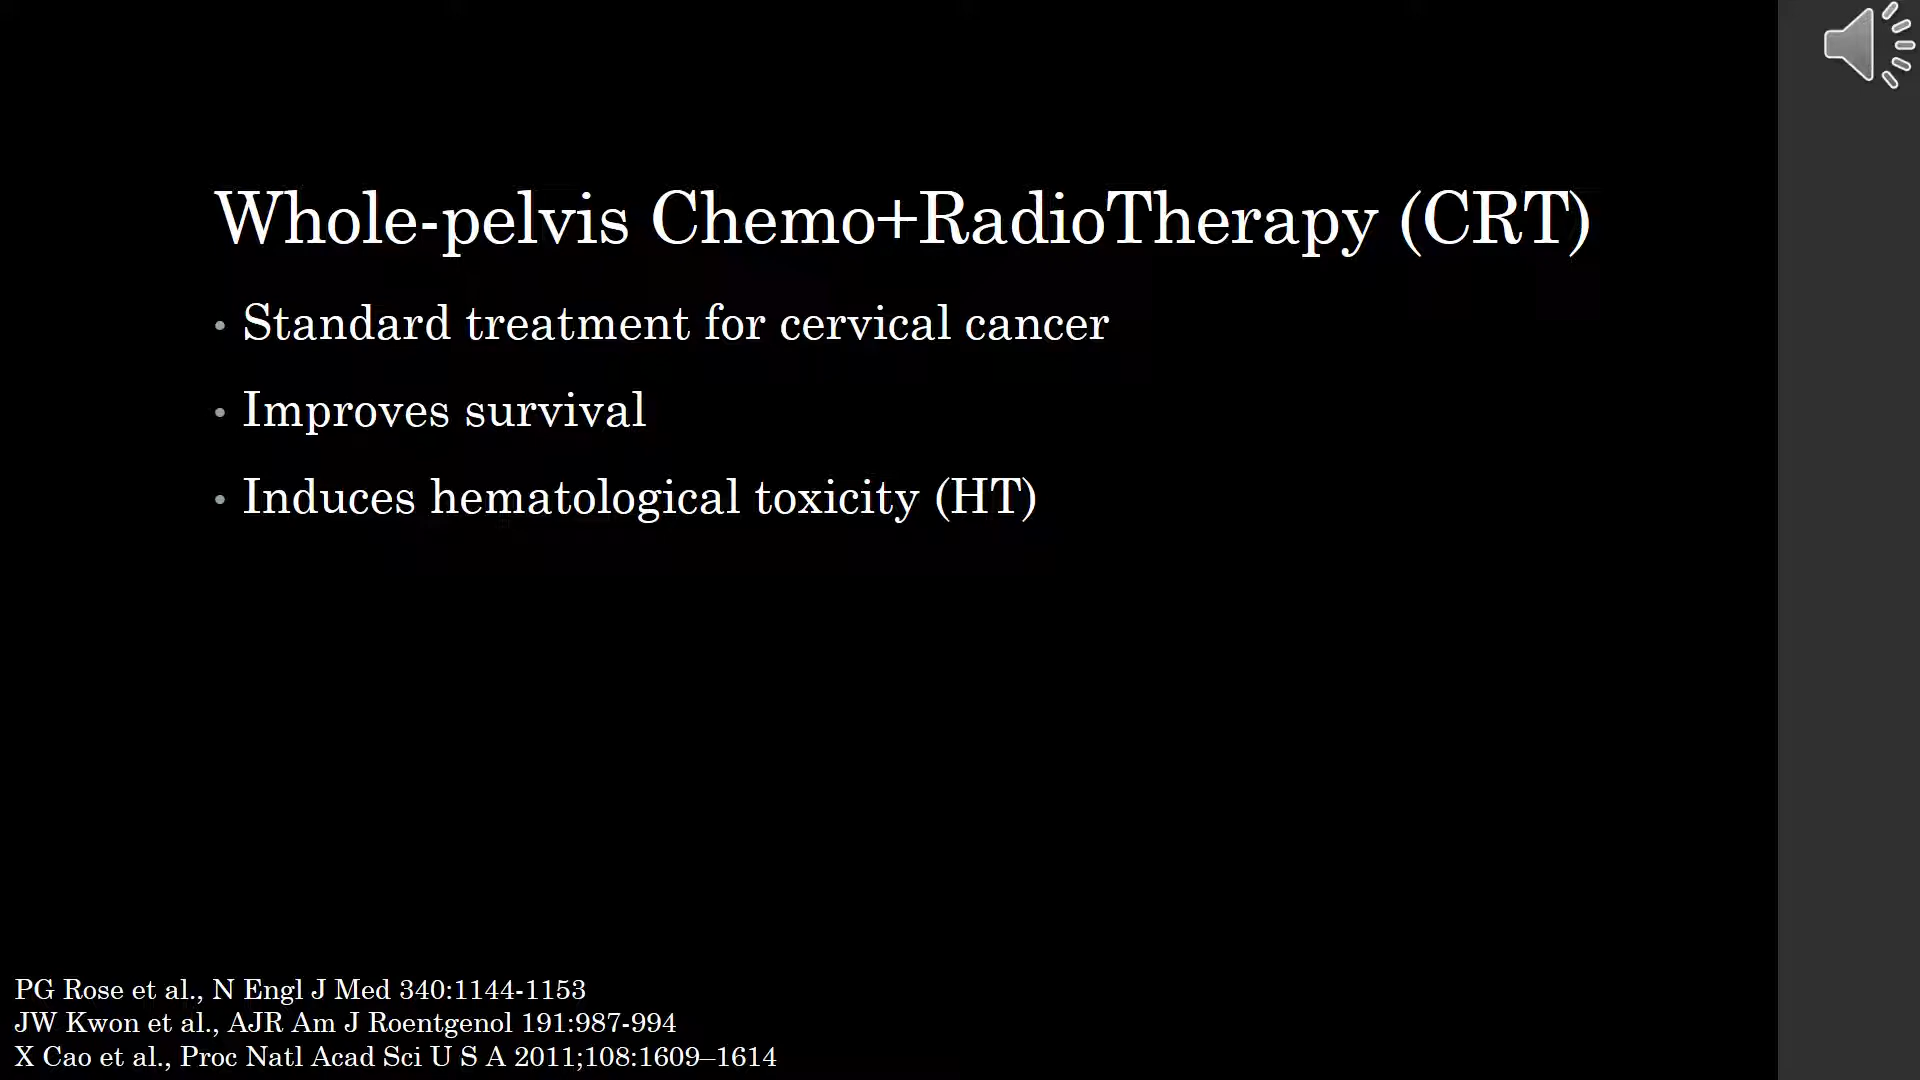 Whole-pelvis Chemo+RadioTherapy (CRT)
• Standard treatment for cervical cancer
• Improves survival
• Induces hematological toxicity (HT)
PG Rose et al., N Engl J Med 340:1144-1153
JW Kwon et al., AJR Am J Roentgenol 191:987-994
X Cao et al., Proc Natl Acad Sci U S A 2011;108:1609–1614